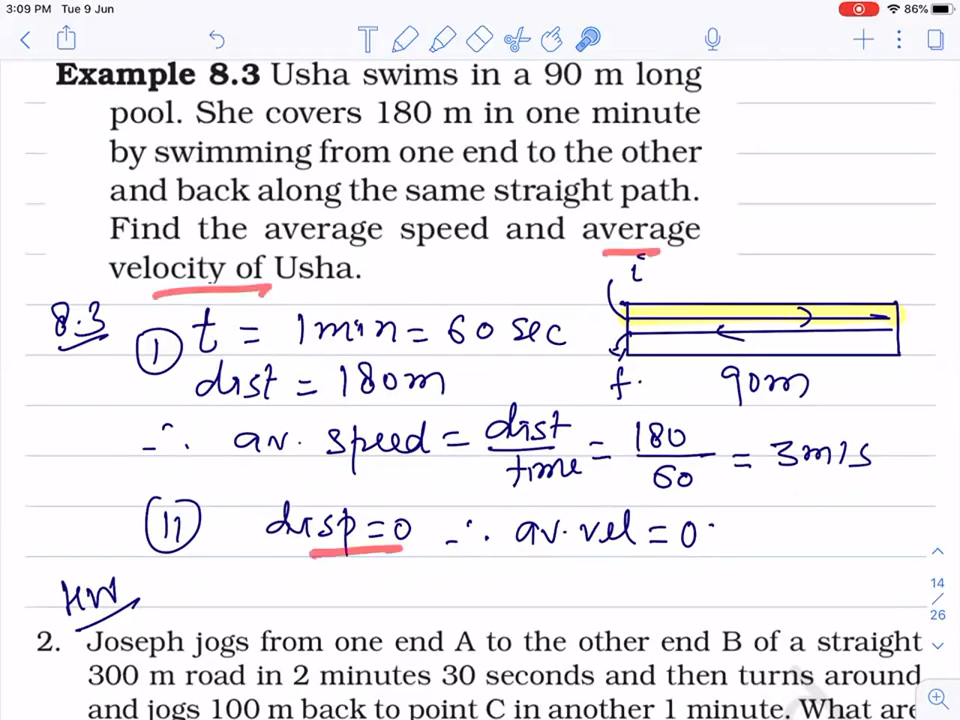 3:09 PM Tue 9 Jun
86%
Example 8.3 Usha swims in a 90 m long
pool. She covers 180 m in one minute
by swimming from one end to the other
and back along the same straight path.
Find the average speed and average
velocity of Usha.
i
8.3
① t = 1 min = 60 sec
dist = 180m
f.
90m
∴ av. speed = dist/time = 180/60 = 3m/s
(11) disp = 0 ∴ av. vel = 0.
HW
14
/
26
2. Joseph jogs from one end A to the other end B of a straight
300 m road in 2 minutes 30 seconds and then turns around
and jogs 100 m back to point C in another 1 minute. What are